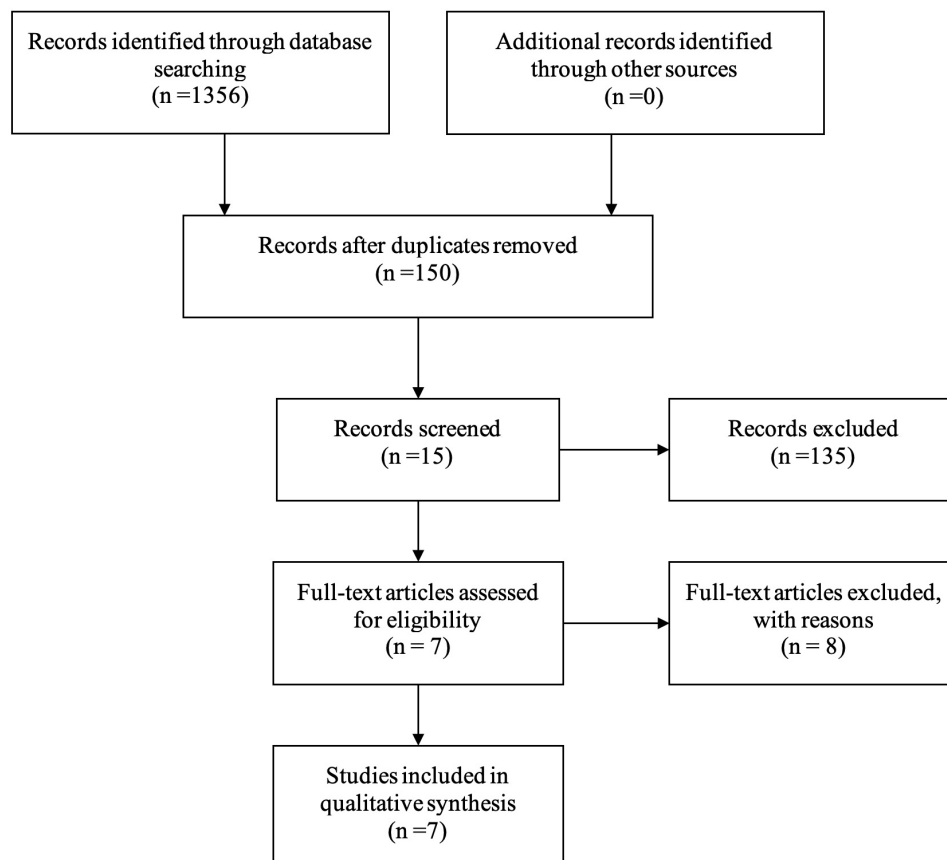 Records identified through database
searching
(n =1356)
Additional records identified
through other sources
(n =0)
Records after duplicates removed
(n =150)
Records screened
(n =15)
Records excluded
(n =135)
Full-text articles assessed
for eligibility
(n = 7)
Full-text articles excluded,
with reasons
(n = 8)
Studies included in
qualitative synthesis
(n =7)